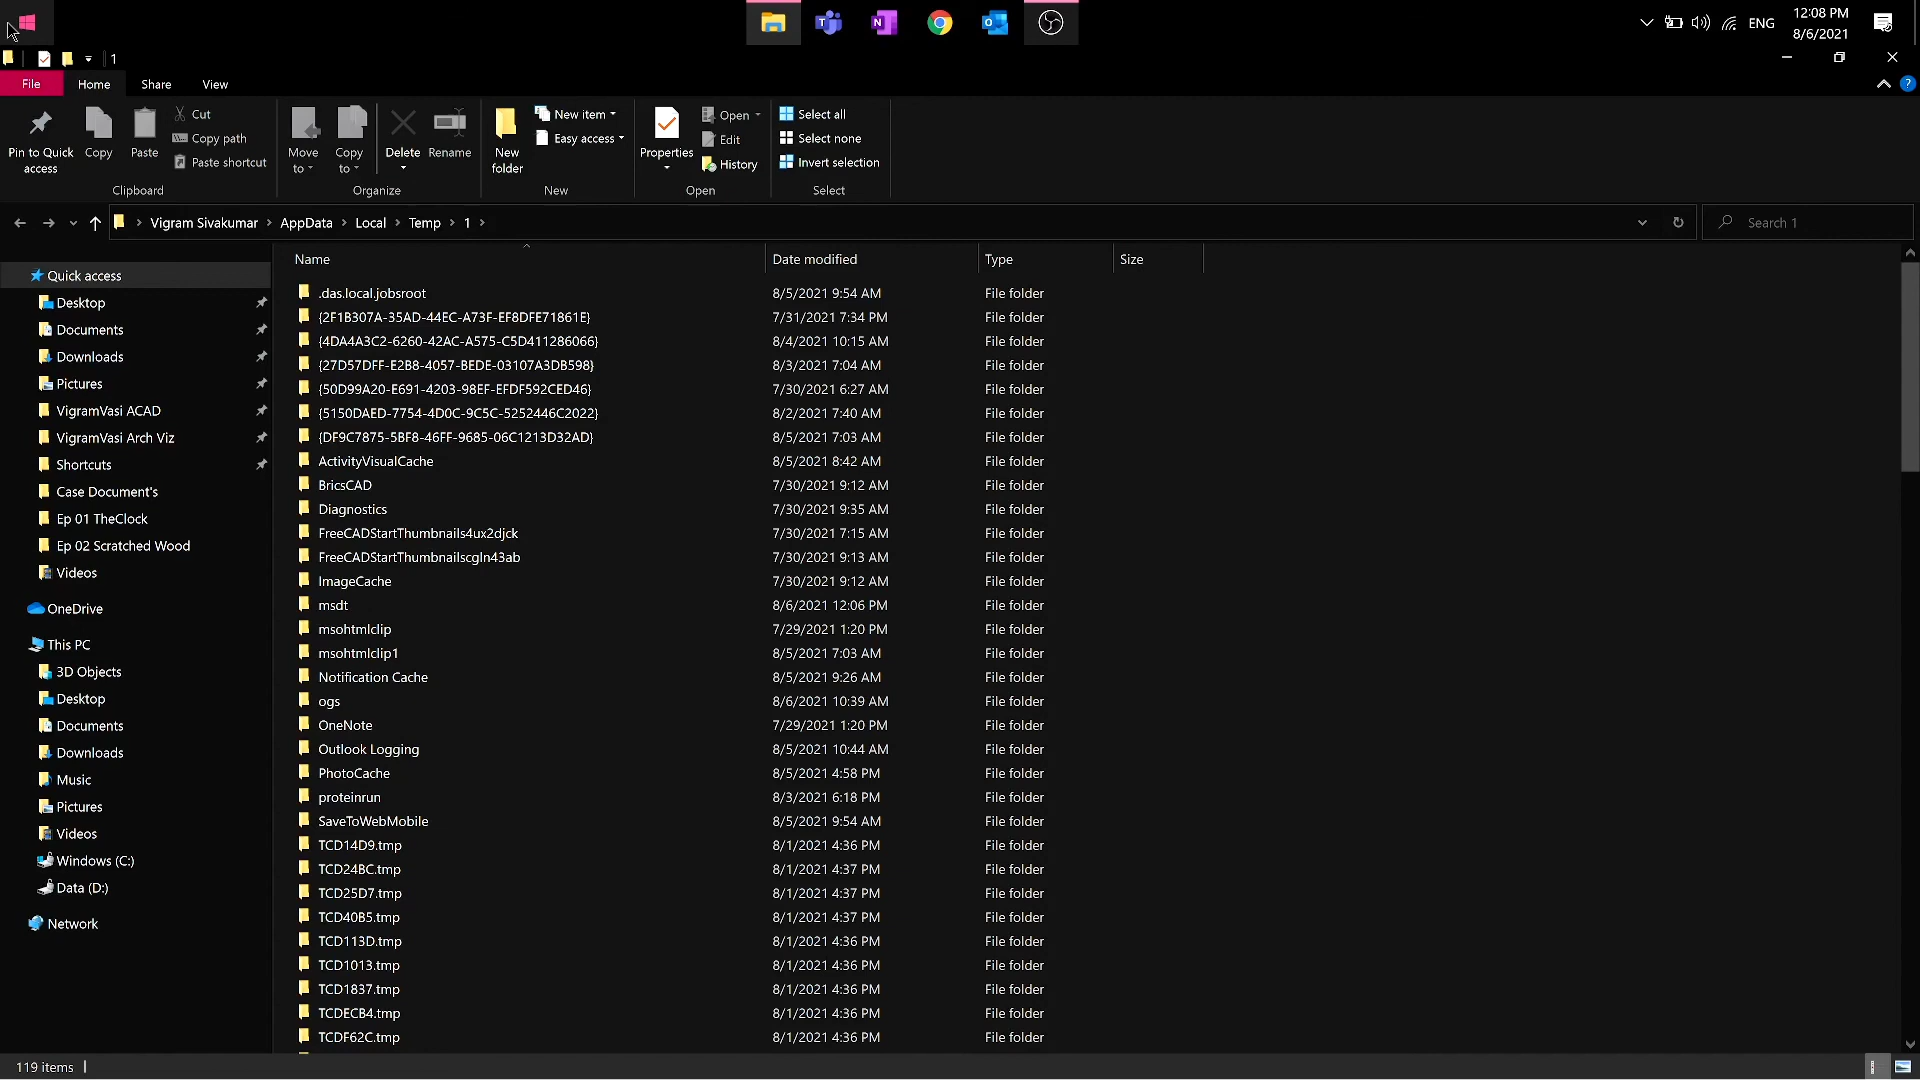 ENG
12:08 PM
8/6/2021
1
File Home Share View
Pin to Quick access
Copy
Paste
Cut
Copy path
Paste shortcut
Clipboard
Move to
Copy to
Delete
Rename
Organize
New folder
New item
Easy access
New
Properties
Open
Edit
History
Open
Select all
Select none
Invert selection
Select
Vigram Sivakumar > AppData > Local > Temp > 1 >
Search 1
Quick access
Desktop
Documents
Downloads
Pictures
VigramVasi ACAD
VigramVasi Arch Viz
Shortcuts
Case Document's
Ep 01 TheClock
Ep 02 Scratched Wood
Videos
OneDrive
This PC
3D Objects
Desktop
Documents
Downloads
Music
Pictures
Videos
Windows (C:)
Data (D:)
Network
Name Date modified Type Size
.das.local.jobsroot 8/5/2021 9:54 AM File folder
{2F1B307A-35AD-44EC-A73F-EF8DFE71861E} 7/31/2021 7:34 PM File folder
{4DA4A3C2-6260-42AC-A575-C5D411286066} 8/4/2021 10:15 AM File folder
{27D57DFF-E2B8-4057-BEDE-03107A3DB598} 8/3/2021 7:04 AM File folder
{50D99A20-E691-4203-98EF-EFDF592CED46} 7/30/2021 6:27 AM File folder
{5150DAED-7754-4D0C-9C5C-5252446C2022} 8/2/2021 7:40 AM File folder
{DF9C7875-5BF8-46FF-9685-06C1213D32AD} 8/5/2021 7:03 AM File folder
ActivityVisualCache 8/5/2021 8:42 AM File folder
BricsCAD 7/30/2021 9:12 AM File folder
Diagnostics 7/30/2021 9:35 AM File folder
FreeCADStartThumbnails4ux2djck 7/30/2021 7:15 AM File folder
FreeCADStartThumbnailscgln43ab 7/30/2021 9:13 AM File folder
ImageCache 7/30/2021 9:12 AM File folder
msdt 8/6/2021 12:06 PM File folder
msohtmlclip 7/29/2021 1:20 PM File folder
msohtmlclip1 8/5/2021 7:03 AM File folder
Notification Cache 8/5/2021 9:26 AM File folder
ogs 8/6/2021 10:39 AM File folder
OneNote 7/29/2021 1:20 PM File folder
Outlook Logging 8/5/2021 10:44 AM File folder
PhotoCache 8/5/2021 4:58 PM File folder
proteinrun 8/3/2021 6:18 PM File folder
SaveToWebMobile 8/5/2021 9:54 AM File folder
TCD14D9.tmp 8/1/2021 4:36 PM File folder
TCD24BC.tmp 8/1/2021 4:37 PM File folder
TCD25D7.tmp 8/1/2021 4:37 PM File folder
TCD40B5.tmp 8/1/2021 4:37 PM File folder
TCD113D.tmp 8/1/2021 4:36 PM File folder
TCD1013.tmp 8/1/2021 4:36 PM File folder
TCD1837.tmp 8/1/2021 4:36 PM File folder
TCDECB4.tmp 8/1/2021 4:36 PM File folder
TCDF62C.tmp 8/1/2021 4:36 PM File folder
119 items